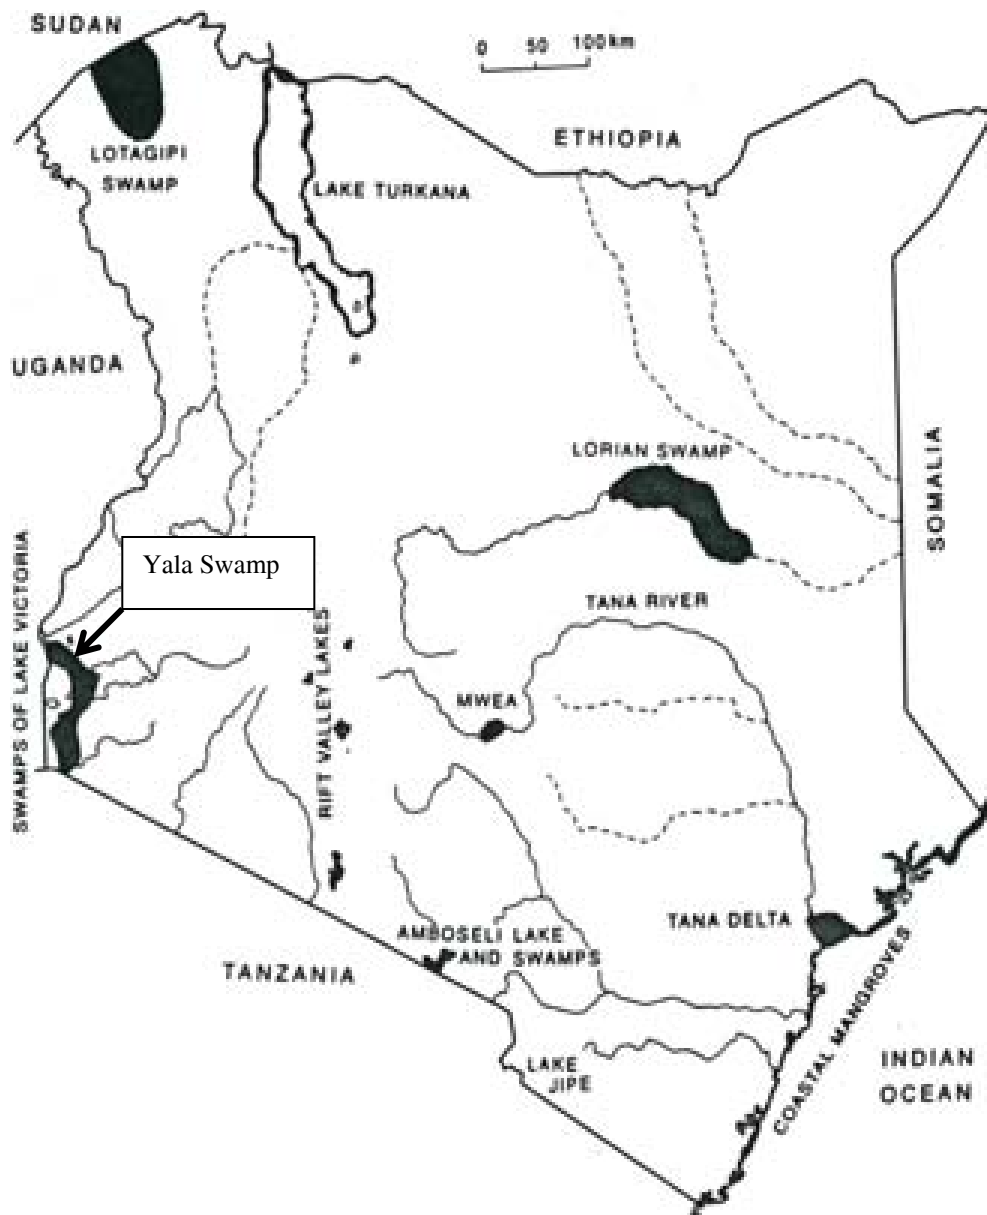 SUDAN
0 50 100km
ETHIOPIA
LOTAGIPI
SWAMP
LAKE TURKANA
UGANDA
LORIAN SWAMP
SOMALIA
Yala Swamp
SWAMPS OF LAKE VICTORIA
TANA RIVER
RIFT VALLEY LAKES
MWEA
TANA DELTA
AMBOSELI LAKE
AND SWAMPS
TANZANIA
COASTAL MANGROVES
LAKE
JIPE
INDIAN
OCEAN